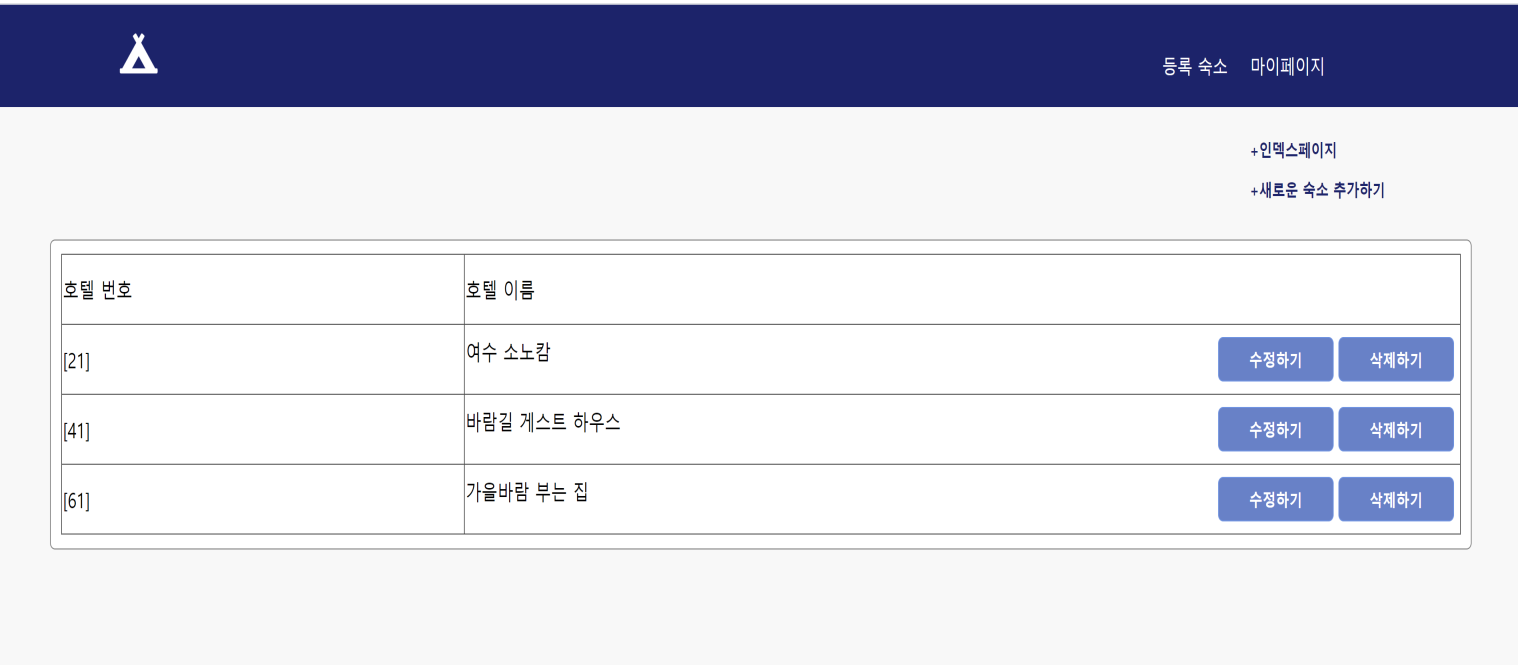 등록 숙소 마이페이지
+인덱스페이지
+새로운 숙소 추가하기
호텔 번호 호텔 이름
[21] 여수 소노캄 수정하기 삭제하기
[41] 바람길 게스트 하우스 수정하기 삭제하기
[61] 가을바람 부는 집 수정하기 삭제하기